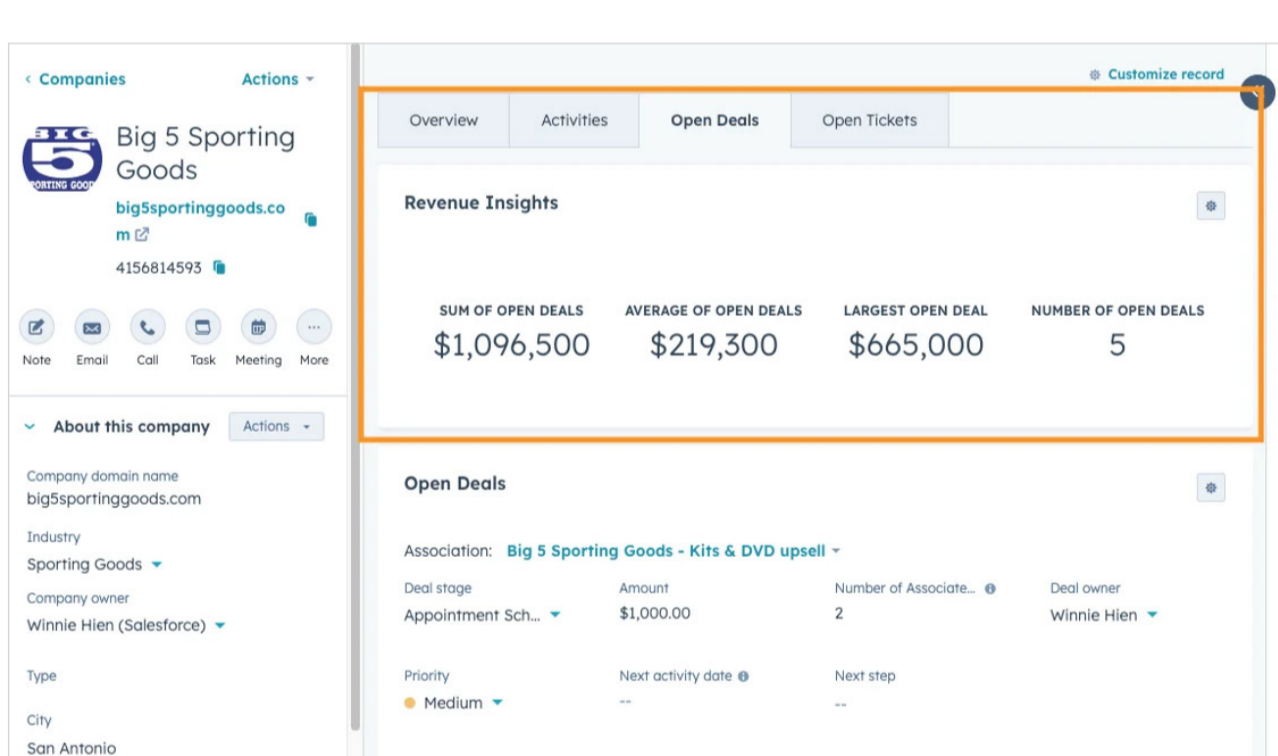 Companies
Actions
BIG
5
PORTING GOOD
Big 5 Sporting
Goods
big5sportinggoods.co
m
4156814593
Note Email Call Task Meeting More
About this company
Actions
Company domain name
big5sportinggoods.com
Industry
Sporting Goods
Company owner
Winnie Hien (Salesforce)
Type
City
San Antonio
Customize record
Overview Activities Open Deals Open Tickets
Revenue Insights
SUM OF OPEN DEALS AVERAGE OF OPEN DEALS LARGEST OPEN DEAL NUMBER OF OPEN DEALS
$1,096,500 $219,300 $665,000 5
Open Deals
Association: Big 5 Sporting Goods - Kits & DVD upsell
Deal stage Amount Number of Associate... Deal owner
Appointment Sch... $1,000.00 2 Winnie Hien
Priority Next activity date Next step
Medium -- --